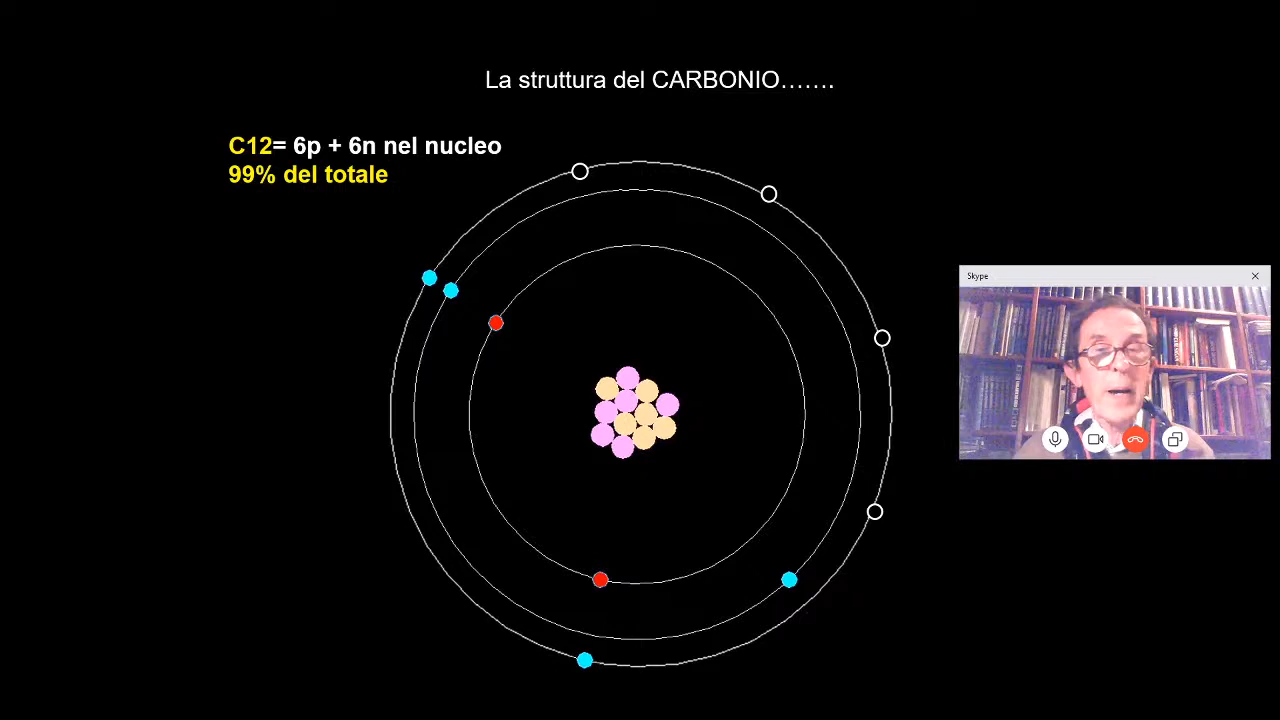 La struttura del CARBONIO…….
C12= 6p + 6n nel nucleo
99% del totale
Skype